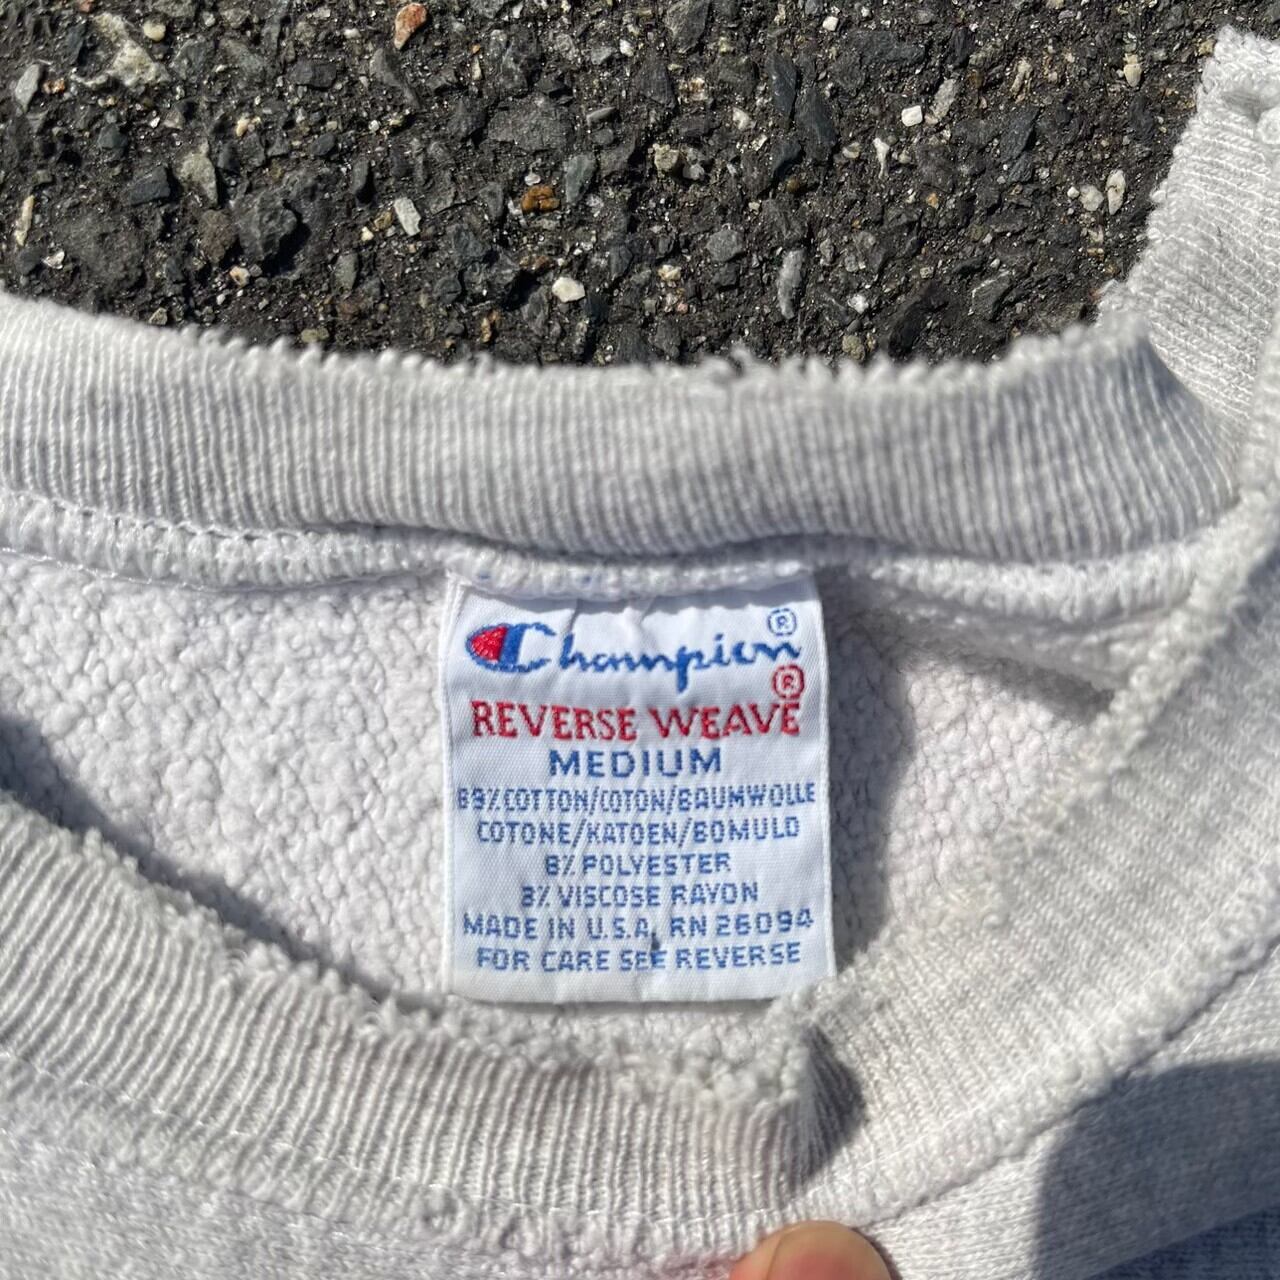 Champion®
REVERSE WEAVE®
MEDIUM
89% COTTON/COTON/BAUMWOLLE
COTONE/KATOEN/BOMULD
8% POLYESTER
3% VISCOSE RAYON
MADE IN U.S.A. RN 26094
FOR CARE SEE REVERSE